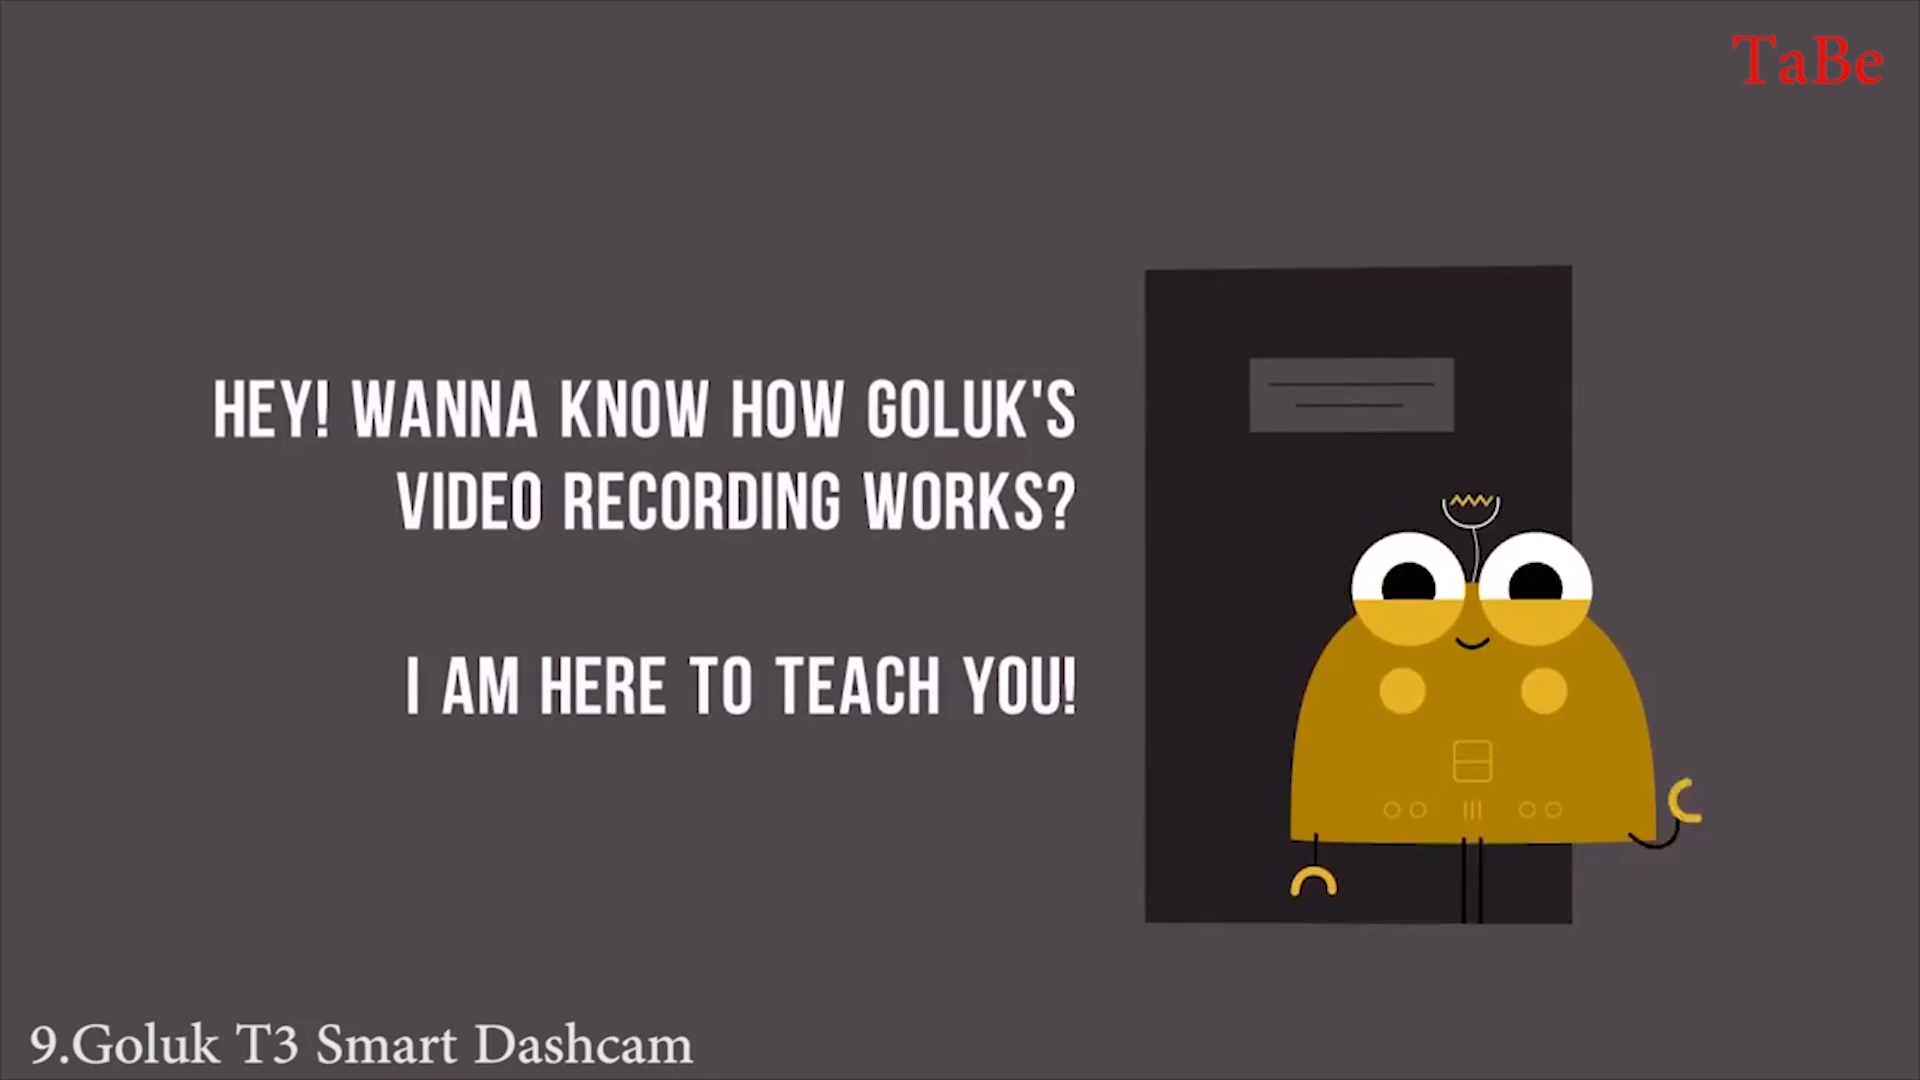 TaBe
HEY! WANNA KNOW HOW GOLUK'S
VIDEO RECORDING WORKS?
I AM HERE TO TEACH YOU!
9.Goluk T3 Smart Dashcam